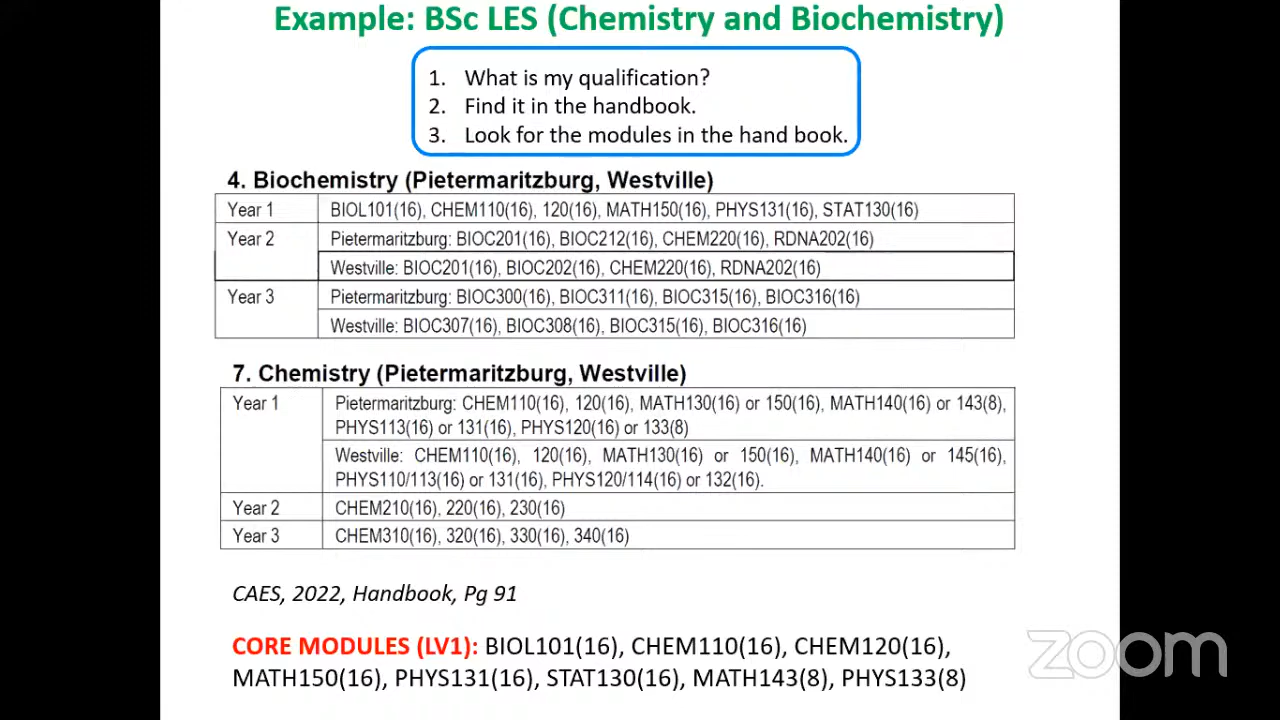 Example: BSc LES (Chemistry and Biochemistry)
1. What is my qualification?
2. Find it in the handbook.
3. Look for the modules in the hand book.
4. Biochemistry (Pietermaritzburg, Westville)
Year 1 BIOL101(16), CHEM110(16), 120(16), MATH150(16), PHYS131(16), STAT130(16)
Year 2 Pietermaritzburg: BIOC201(16), BIOC212(16), CHEM220(16), RDNA202(16)
Westville: BIOC201(16), BIOC202(16), CHEM220(16), RDNA202(16)
Year 3 Pietermaritzburg: BIOC300(16), BIOC311(16), BIOC315(16), BIOC316(16)
Westville: BIOC307(16), BIOC308(16), BIOC315(16), BIOC316(16)
7. Chemistry (Pietermaritzburg, Westville)
Year 1 Pietermaritzburg: CHEM110(16), 120(16), MATH130(16) or 150(16), MATH140(16) or 143(8),
PHYS113(16) or 131(16), PHYS120(16) or 133(8)
Westville: CHEM110(16), 120(16), MATH130(16) or 150(16), MATH140(16) or 145(16),
PHYS110/113(16) or 131(16), PHYS120/114(16) or 132(16).
Year 2 CHEM210(16), 220(16), 230(16)
Year 3 CHEM310(16), 320(16), 330(16), 340(16)
CAES, 2022, Handbook, Pg 91
CORE MODULES (LV1): BIOL101(16), CHEM110(16), CHEM120(16),
MATH150(16), PHYS131(16), STAT130(16), MATH143(8), PHYS133(8)
zoom